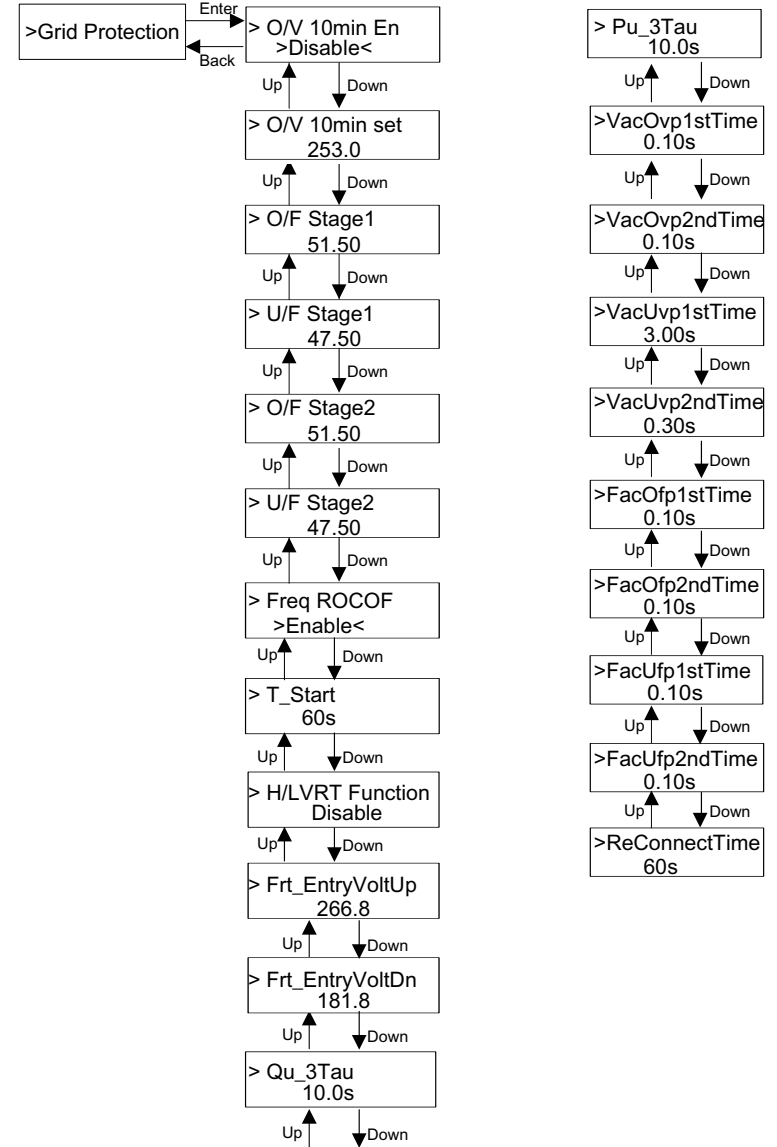 >Grid Protection
Enter
Back
> O/V 10min En
>Disable<
Up
Down
> O/V 10min set
253.0
Up
Down
> O/F Stage1
51.50
Up
Down
> U/F Stage1
47.50
Up
Down
> O/F Stage2
51.50
Up
Down
> U/F Stage2
47.50
Up
Down
> Freq ROCOF
>Enable<
Up
Down
> T_Start
60s
Up
Down
> H/LVRT Function
Disable
Up
Down
> Frt_EntryVoltUp
266.8
Up
Down
> Frt_EntryVoltDn
181.8
Up
Down
> Qu_3Tau
10.0s
Up
Down
> Pu_3Tau
10.0s
Up
Down
>VacOvp1stTime
0.10s
Up
Down
>VacOvp2ndTime
0.10s
Up
Down
>VacUvp1stTime
3.00s
Up
Down
>VacUvp2ndTime
0.30s
Up
Down
>FacOfp1stTime
0.10s
Up
Down
>FacOfp2ndTime
0.10s
Up
Down
>FacUfp1stTime
0.10s
Up
Down
>FacUfp2ndTime
0.10s
Up
Down
>ReConnectTime
60s